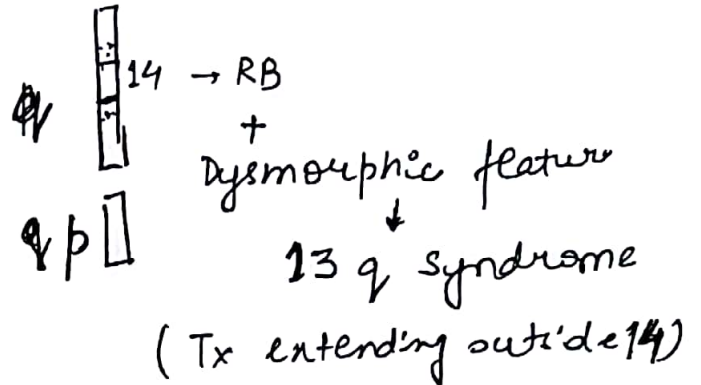 14 → RB
q
+
Dysmorphic feature
↓
q p
13 q syndrome
( Tx extending outside 14)